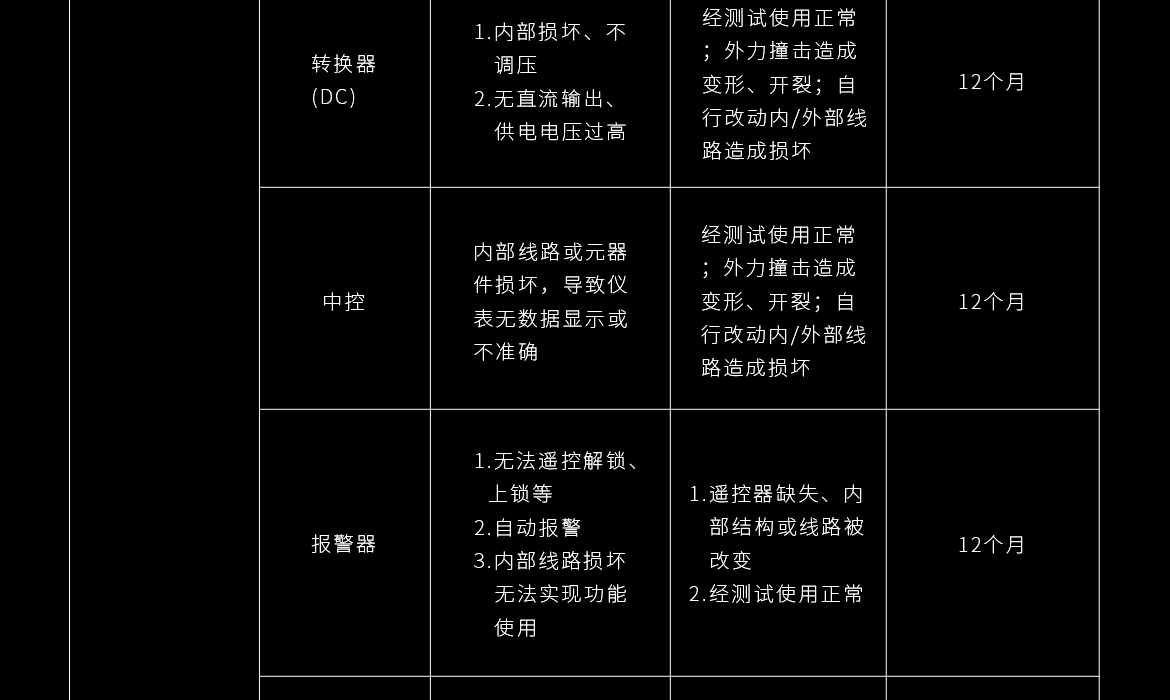 转换器
(DC)
1.内部损坏、不
调压
2.无直流输出、
供电电压过高
经测试使用正常
；外力撞击造成
变形、开裂；自
行改动内/外部线
路造成损坏
12个月
中控
内部线路或元器
件损坏，导致仪
表无数据显示或
不准确
经测试使用正常
；外力撞击造成
变形、开裂；自
行改动内/外部线
路造成损坏
12个月
报警器
1.无法遥控解锁、
上锁等
2.自动报警
3.内部线路损坏
无法实现功能
使用
1.遥控器缺失、内
部结构或线路被
改变
2.经测试使用正常
12个月